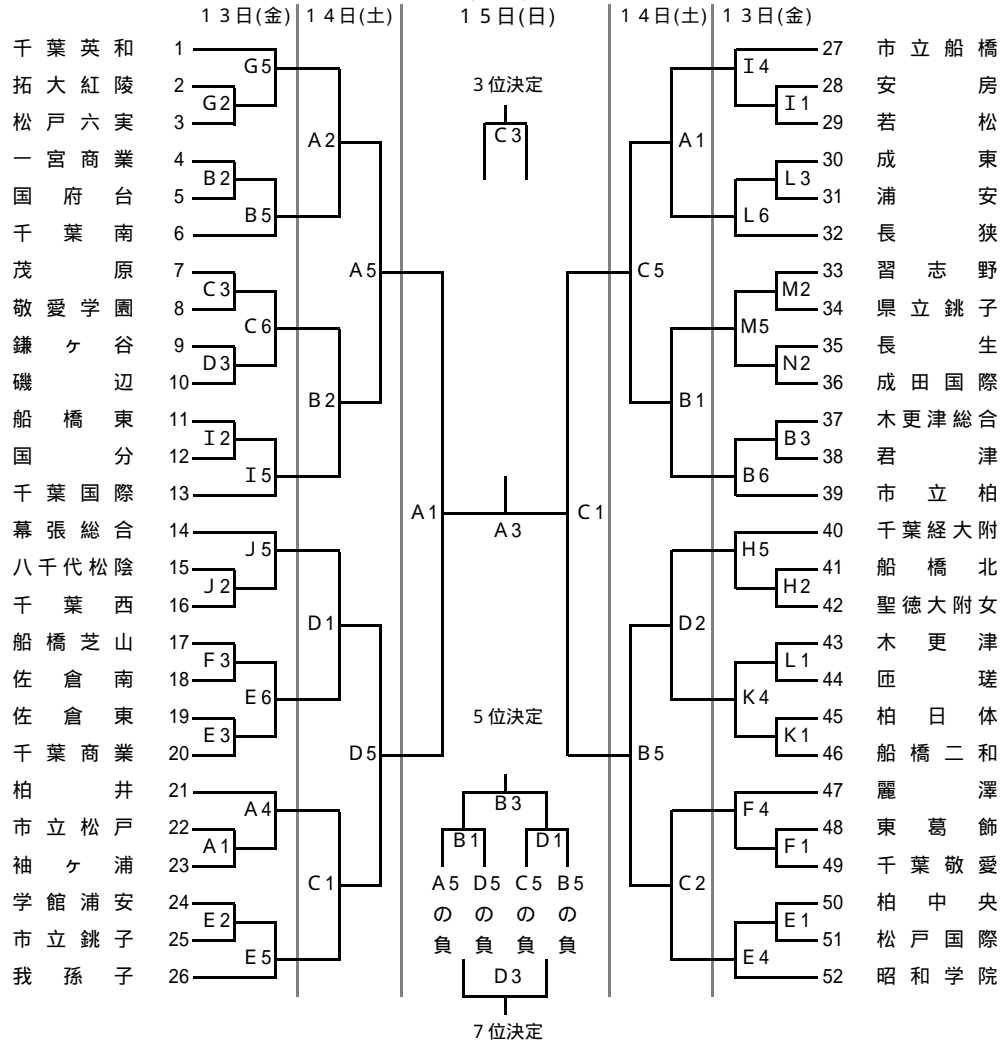 １３日(金) １４日(土) １５日(日) １４日(土) １３日(金)
千葉英和 1 27 市立船橋
G5 I4
拓大紅陵 2 3位決定 28 安房
G2 I1
松戸六実 3 29 若松
A2 C3 A1
一宮商業 4 30 成東
B2 L3
国府台 5 31 浦安
B5 L6
千葉南 6 32 長狭
茂原 7 A5 C5 33 習志野
C3 M2
敬愛学園 8 34 県立銚子
C6 M5
鎌ヶ谷 9 35 長生
D3 N2
磯辺 10 36 成田国際
B2 B1
船橋東 11 37 木更津総合
I2 B3
国分 12 38 君津
I5 B6
千葉国際 13 39 市立柏
A1 A3 C1
幕張総合 14 40 千葉経大附
J5 H5
八千代松陰 15 41 船橋北
J2 H2
千葉西 16 42 聖徳大附女
D1 D2
船橋芝山 17 43 木更津
F3 L1
佐倉南 18 44 匝瑳
E6 K4
佐倉東 19 5位決定 45 柏日体
E3 K1
千葉商業 20 D5 B5 46 船橋二和
柏井 21 47 麗澤
A4 B3 F4
市立松戸 22 48 東葛飾
A1 B1 D1 F1
袖ヶ浦 23 49 千葉敬愛
C1 A5の負 D5の負 C5の負 B5の負 C2
学館浦安 24 50 柏中央
E2 E1
市立銚子 25 51 松戸国際
E5 E4
我孫子 26 D3 52 昭和学院
7位決定